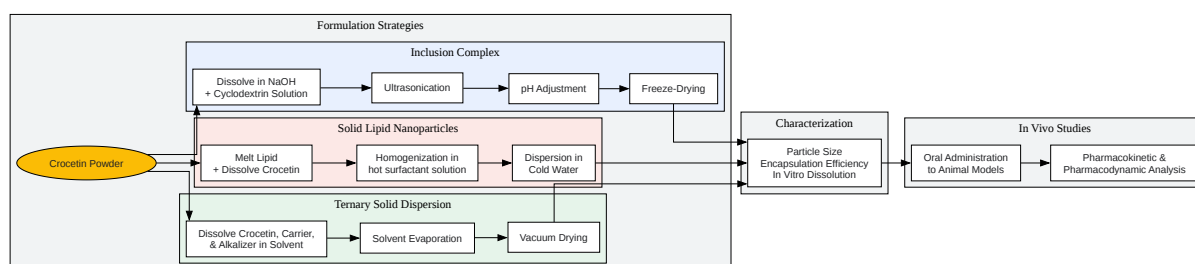 Formulation Strategies
Inclusion Complex
Dissolve in NaOH
+ Cyclodextrin Solution
Ultrasonication
pH Adjustment
Freeze-Drying
Crocetin Powder
Solid Lipid Nanoparticles
Melt Lipid
+ Dissolve Crocetin
Homogenization in
hot surfactant solution
Dispersion in
Cold Water
Ternary Solid Dispersion
Dissolve Crocetin, Carrier,
& Alkalizer in Solvent
Solvent Evaporation
Vacuum Drying
Characterization
Particle Size
Encapsulation Efficiency
In Vitro Dissolution
In Vivo Studies
Oral Administration
to Animal Models
Pharmacokinetic &
Pharmacodynamic Analysis